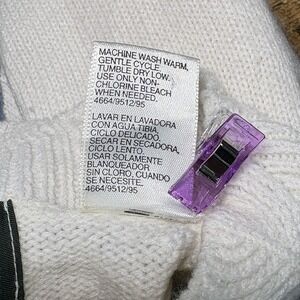 MACHINE WASH WARM,
GENTLE CYCLE.
TUMBLE DRY LOW.
USE ONLY NON-
CHLORINE BLEACH
WHEN NEEDED.
4664/9512/95
LAVAR EN LAVADORA
CON AGUA TIBIA,
CICLO DELICADO.
SECAR EN SECADORA,
CICLO LENTO.
USAR SOLAMENTE
BLANQUEADOR
SIN CLORO, CUANDO
SE NECESITE.
4664/9512/95